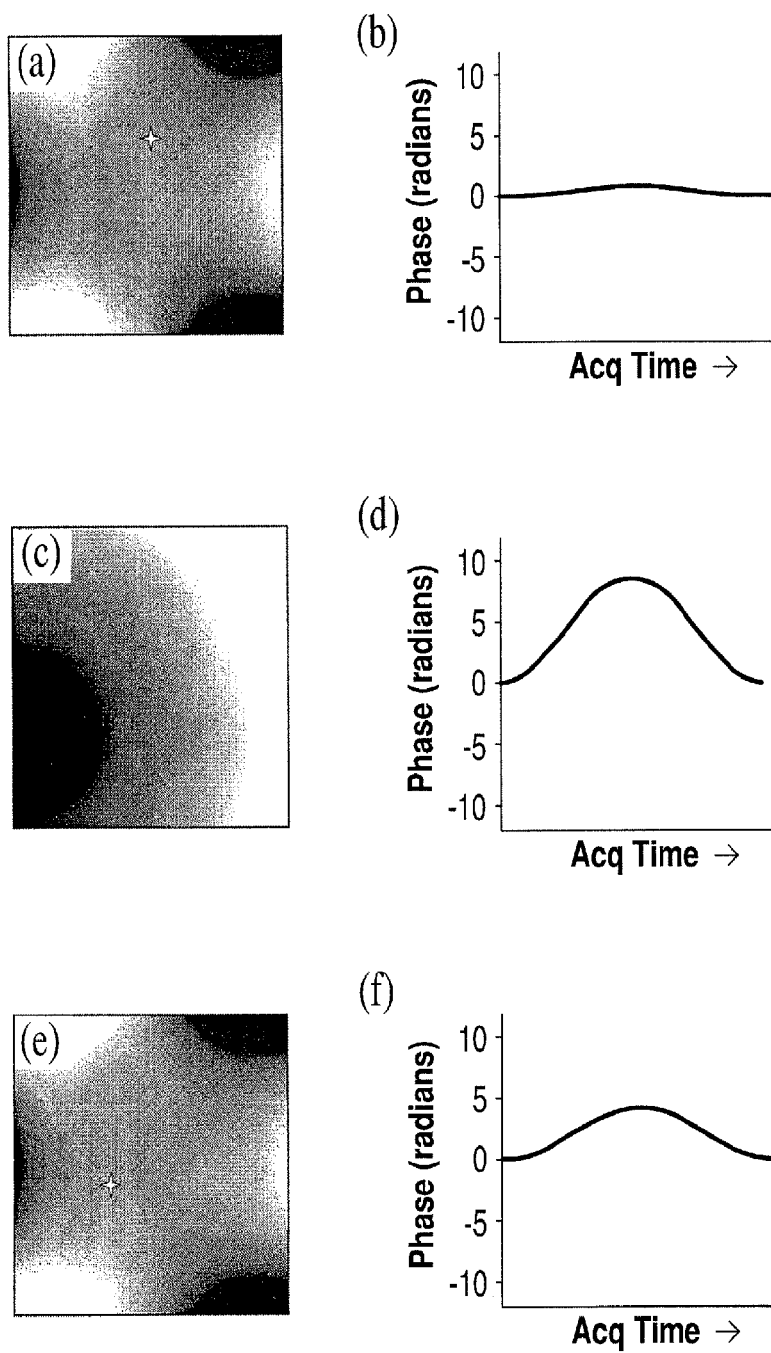 (a)
(b)
10
5
0
-5
-10
Phase (radians)
Acq Time →
(c)
(d)
10
5
0
-5
-10
Phase (radians)
Acq Time →
(e)
(f)
10
5
0
-5
-10
Phase (radians)
Acq Time →